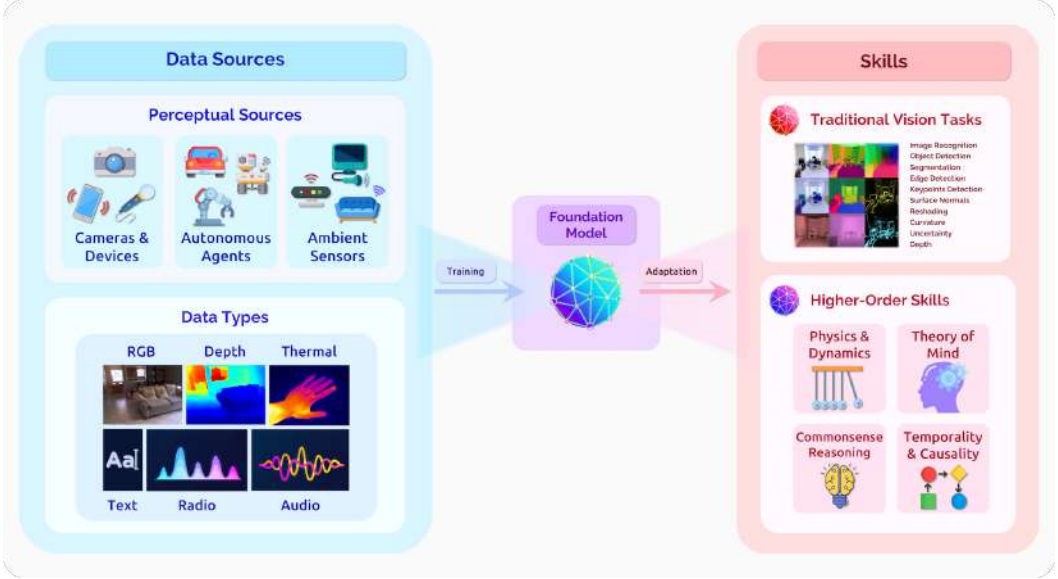 Data Sources
Perceptual Sources
Cameras &
Devices
Autonomous
Agents
Ambient
Sensors
Data Types
RGB
Depth
Thermal
Aa
Text
Radio
Audio
Training
Foundation
Model
Adaptation
Skills
Traditional Vision Tasks
Image Recognition
Object Detection
Segmentation
Edge Detection
Keypoints Detection
Surface Normals
Reshading
Curvature
Uncertainty
Depth
Higher-Order Skills
Physics &
Dynamics
Theory of
Mind
Commonsense
Reasoning
Temporality
& Causality